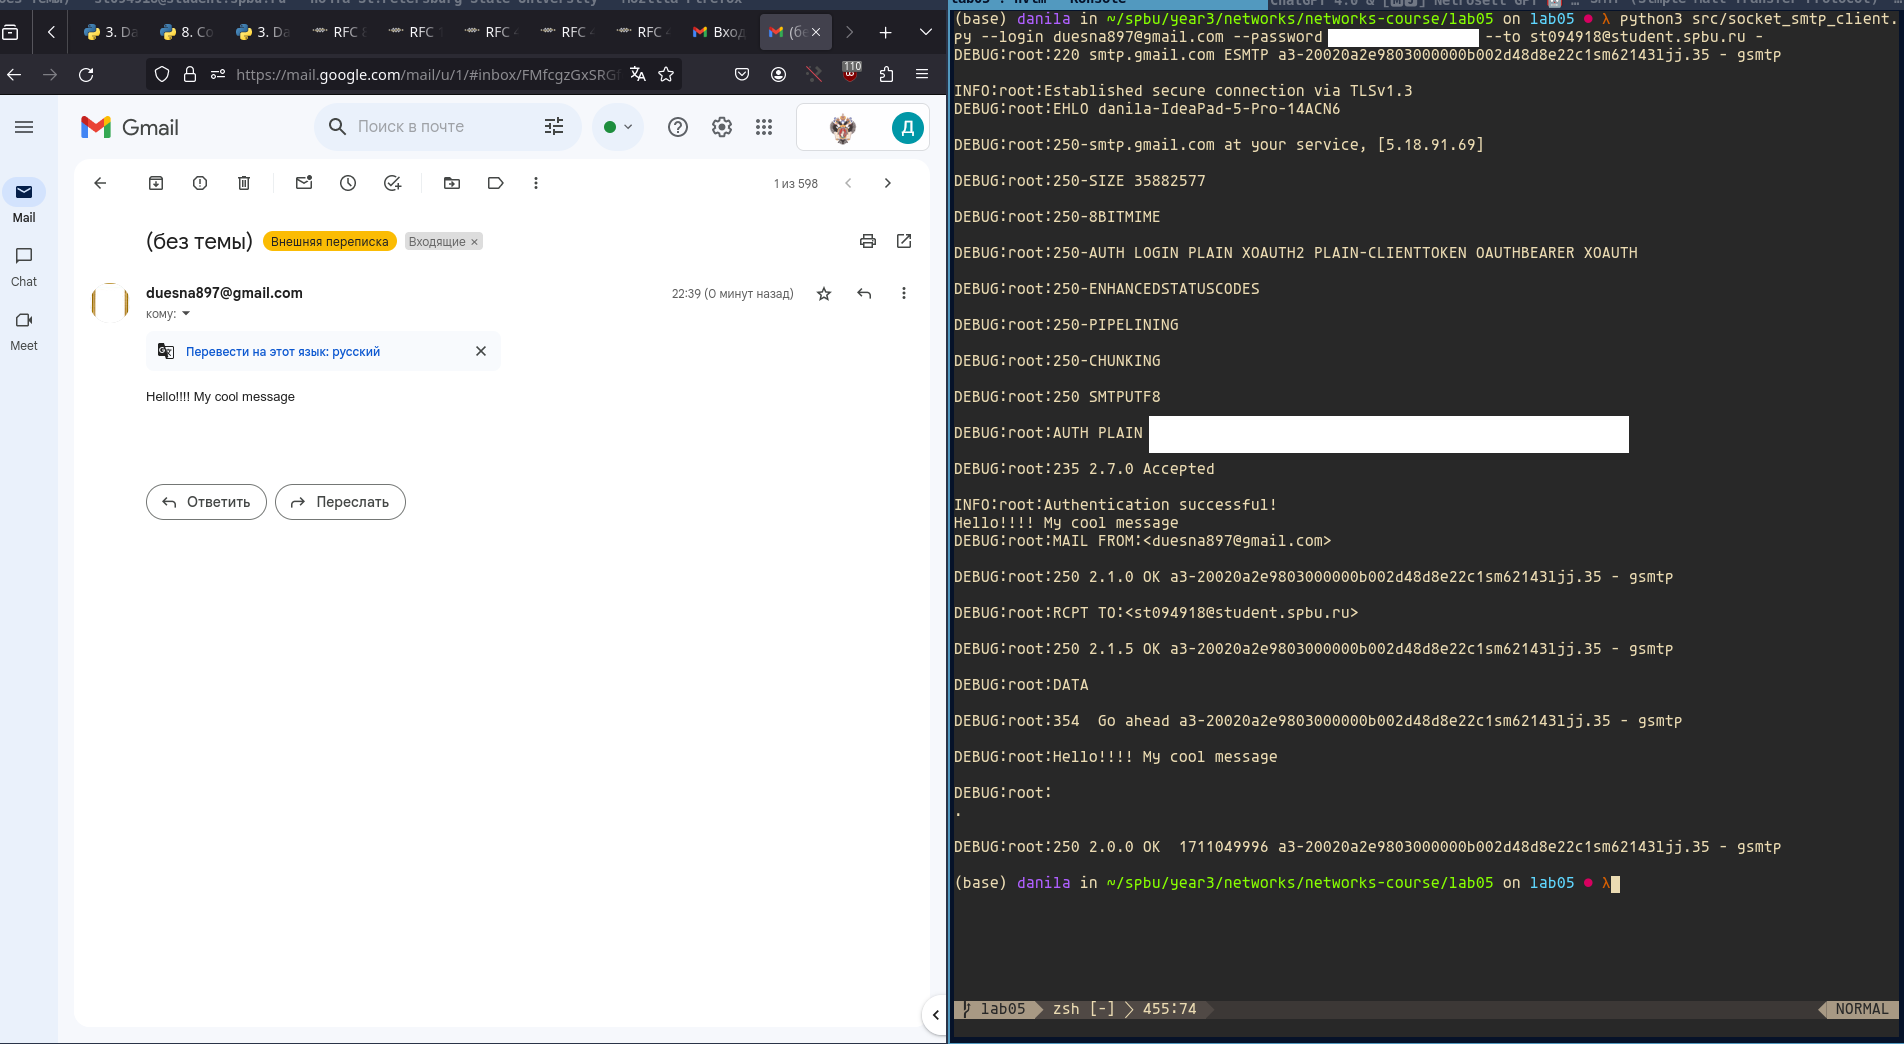 3. Da
8. Co
3. Da
RFC
RFC
RFC
RFC
RFC
Вход
(бе
https://mail.google.com/mail/u/1/#inbox/FMfcgzGxSRG
110
Gmail
Поиск в почте
Д
Mail
Chat
Meet
1 из 598
(без темы)
Внешняя переписка
Входящие ×
duesna897@gmail.com
22:39 (0 минут назад)
кому:
Перевести на этот язык: русский
Hello!!!! My cool message
Ответить
Переслать
(base) danila in ~/spbu/year3/networks/networks-course/lab05 on lab05 ● λ python3 src/socket_smtp_client.
py --login duesna897@gmail.com --password --to st094918@student.spbu.ru -
DEBUG:root:220 smtp.gmail.com ESMTP a3-20020a2e9803000000b002d48d8e22c1sm62143ljj.35 - gsmtp
INFO:root:Established secure connection via TLSv1.3
DEBUG:root:EHLO danila-IdeaPad-5-Pro-14ACN6
DEBUG:root:250-smtp.gmail.com at your service, [5.18.91.69]
DEBUG:root:250-SIZE 35882577
DEBUG:root:250-8BITMIME
DEBUG:root:250-AUTH LOGIN PLAIN XOAUTH2 PLAIN-CLIENTTOKEN OAUTHBEARER XOAUTH
DEBUG:root:250-ENHANCEDSTATUSCODES
DEBUG:root:250-PIPELINING
DEBUG:root:250-CHUNKING
DEBUG:root:250 SMTPUTF8
DEBUG:root:AUTH PLAIN
DEBUG:root:235 2.7.0 Accepted
INFO:root:Authentication successful!
Hello!!!! My cool message
DEBUG:root:MAIL FROM:<duesna897@gmail.com>
DEBUG:root:250 2.1.0 OK a3-20020a2e9803000000b002d48d8e22c1sm62143ljj.35 - gsmtp
DEBUG:root:RCPT TO:<st094918@student.spbu.ru>
DEBUG:root:250 2.1.5 OK a3-20020a2e9803000000b002d48d8e22c1sm62143ljj.35 - gsmtp
DEBUG:root:DATA
DEBUG:root:354  Go ahead a3-20020a2e9803000000b002d48d8e22c1sm62143ljj.35 - gsmtp
DEBUG:root:Hello!!!! My cool message
DEBUG:root:
.
DEBUG:root:250 2.0.0 OK  1711049996 a3-20020a2e9803000000b002d48d8e22c1sm62143ljj.35 - gsmtp
(base) danila in ~/spbu/year3/networks/networks-course/lab05 on lab05 ● λ
lab05 zsh [-] 455:74
NORMAL